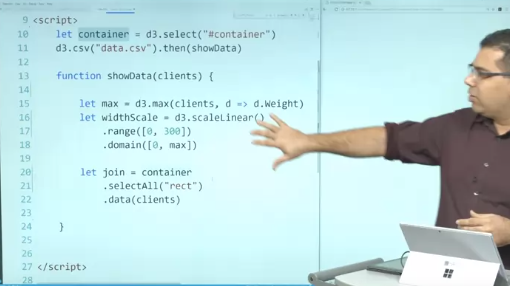 9 <script>
10 let container = d3.select("#container")
11 d3.csv("data.csv").then(showData)
12
13 function showData(clients) {
14
15 let max = d3.max(clients, d => d.Weight)
16 let widthScale = d3.scaleLinear()
17 .range([0, 300])
18 .domain([0, max])
19
20 let join = container
21 .selectAll("rect")
22 .data(clients)
23
24 }
25
26
27 </script>
28